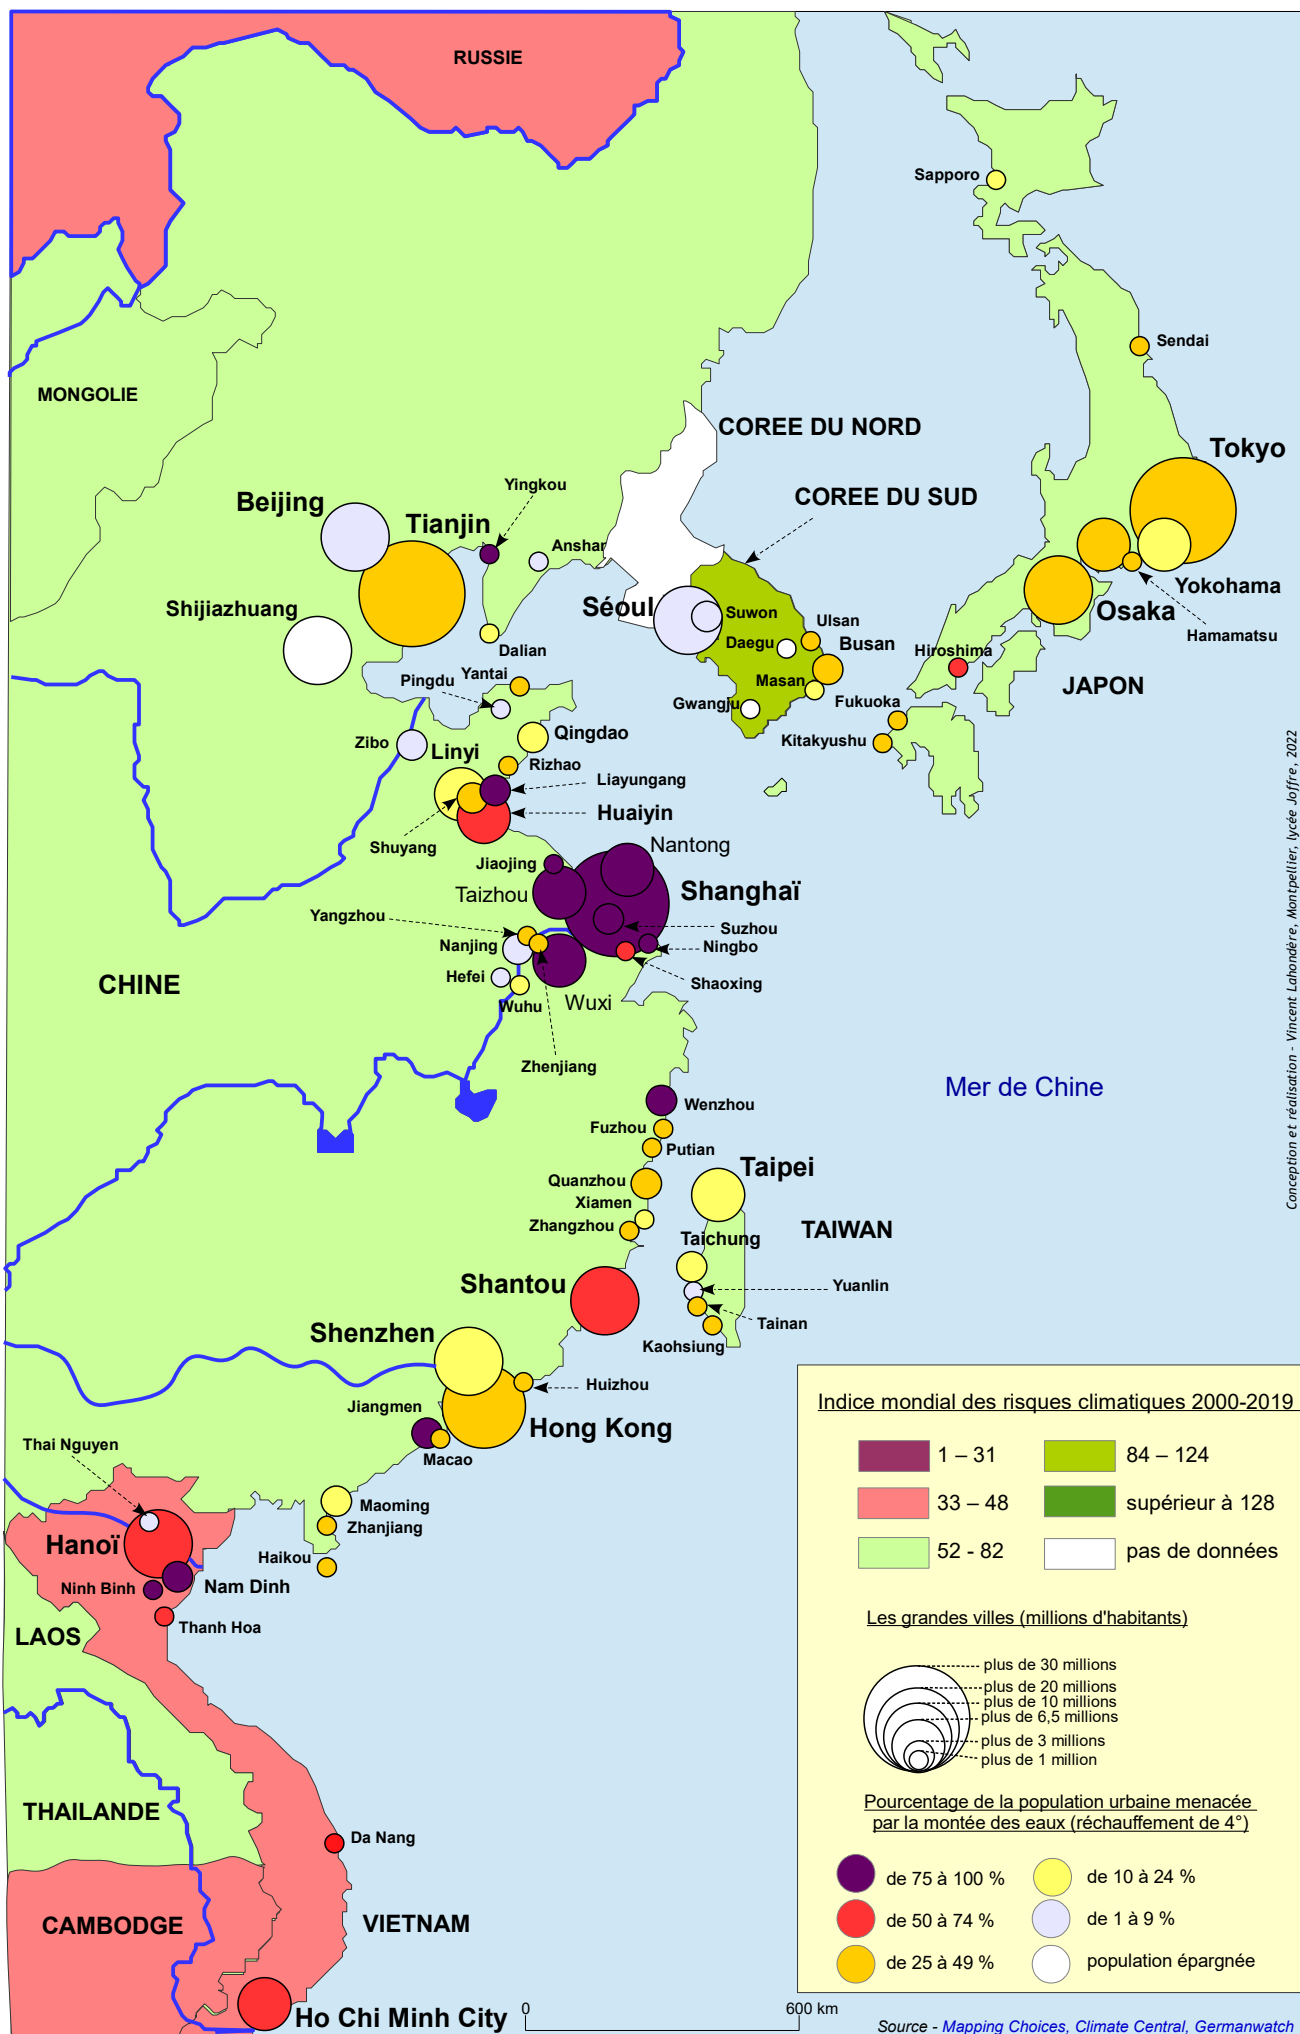 RUSSIE
Sapporo
Sendai
MONGOLIE
COREE DU NORD
Tokyo
Yingkou
COREE DU SUD
Beijing
Tianjin
Anshan
Yokohama
Shijiazhuang
Séoul
Suwon
Osaka
Ulsan
Hamamatsu
Daegu
Busan
Dalian
Hiroshima
Yantai
Pingdu
Masan
JAPON
Gwangju
Fukuoka
Qingdao
Kitakyushu
Zibo
Linyi
Rizhao
Liayungang
Huaiyin
Shuyang
Nantong
Jiaojing
Taizhou
Shanghaï
Yangzhou
Suzhou
Nanjing
Ningbo
Hefei
Shaoxing
CHINE
Wuhu
Wuxi
Zhenjiang
Mer de Chine
Wenzhou
Fuzhou
Putian
Taipei
Quanzhou
Xiamen
Zhangzhou
TAIWAN
Taichung
Shantou
Yuanlin
Tainan
Shenzhen
Kaohsiung
Huizhou
Jiangmen
Hong Kong
Thai Nguyen
Macao
Maoming
Zhanjiang
Hanoï
Haikou
Ninh Binh
Nam Dinh
Thanh Hoa
LAOS
THAILANDE
Da Nang
CAMBODGE
VIETNAM
Ho Chi Minh City
0 600 km
Conception et réalisation - Vincent Lahondère, Montpellier, lycée Joffre, 2022
Indice mondial des risques climatiques 2000-2019
1 – 31
84 – 124
33 – 48
supérieur à 128
52 - 82
pas de données
Les grandes villes (millions d'habitants)
plus de 30 millions
plus de 20 millions
plus de 10 millions
plus de 6,5 millions
plus de 3 millions
plus de 1 million
Pourcentage de la population urbaine menacée
par la montée des eaux (réchauffement de 4°)
de 75 à 100 %
de 10 à 24 %
de 50 à 74 %
de 1 à 9 %
de 25 à 49 %
population épargnée
Source - Mapping Choices, Climate Central, Germanwatch